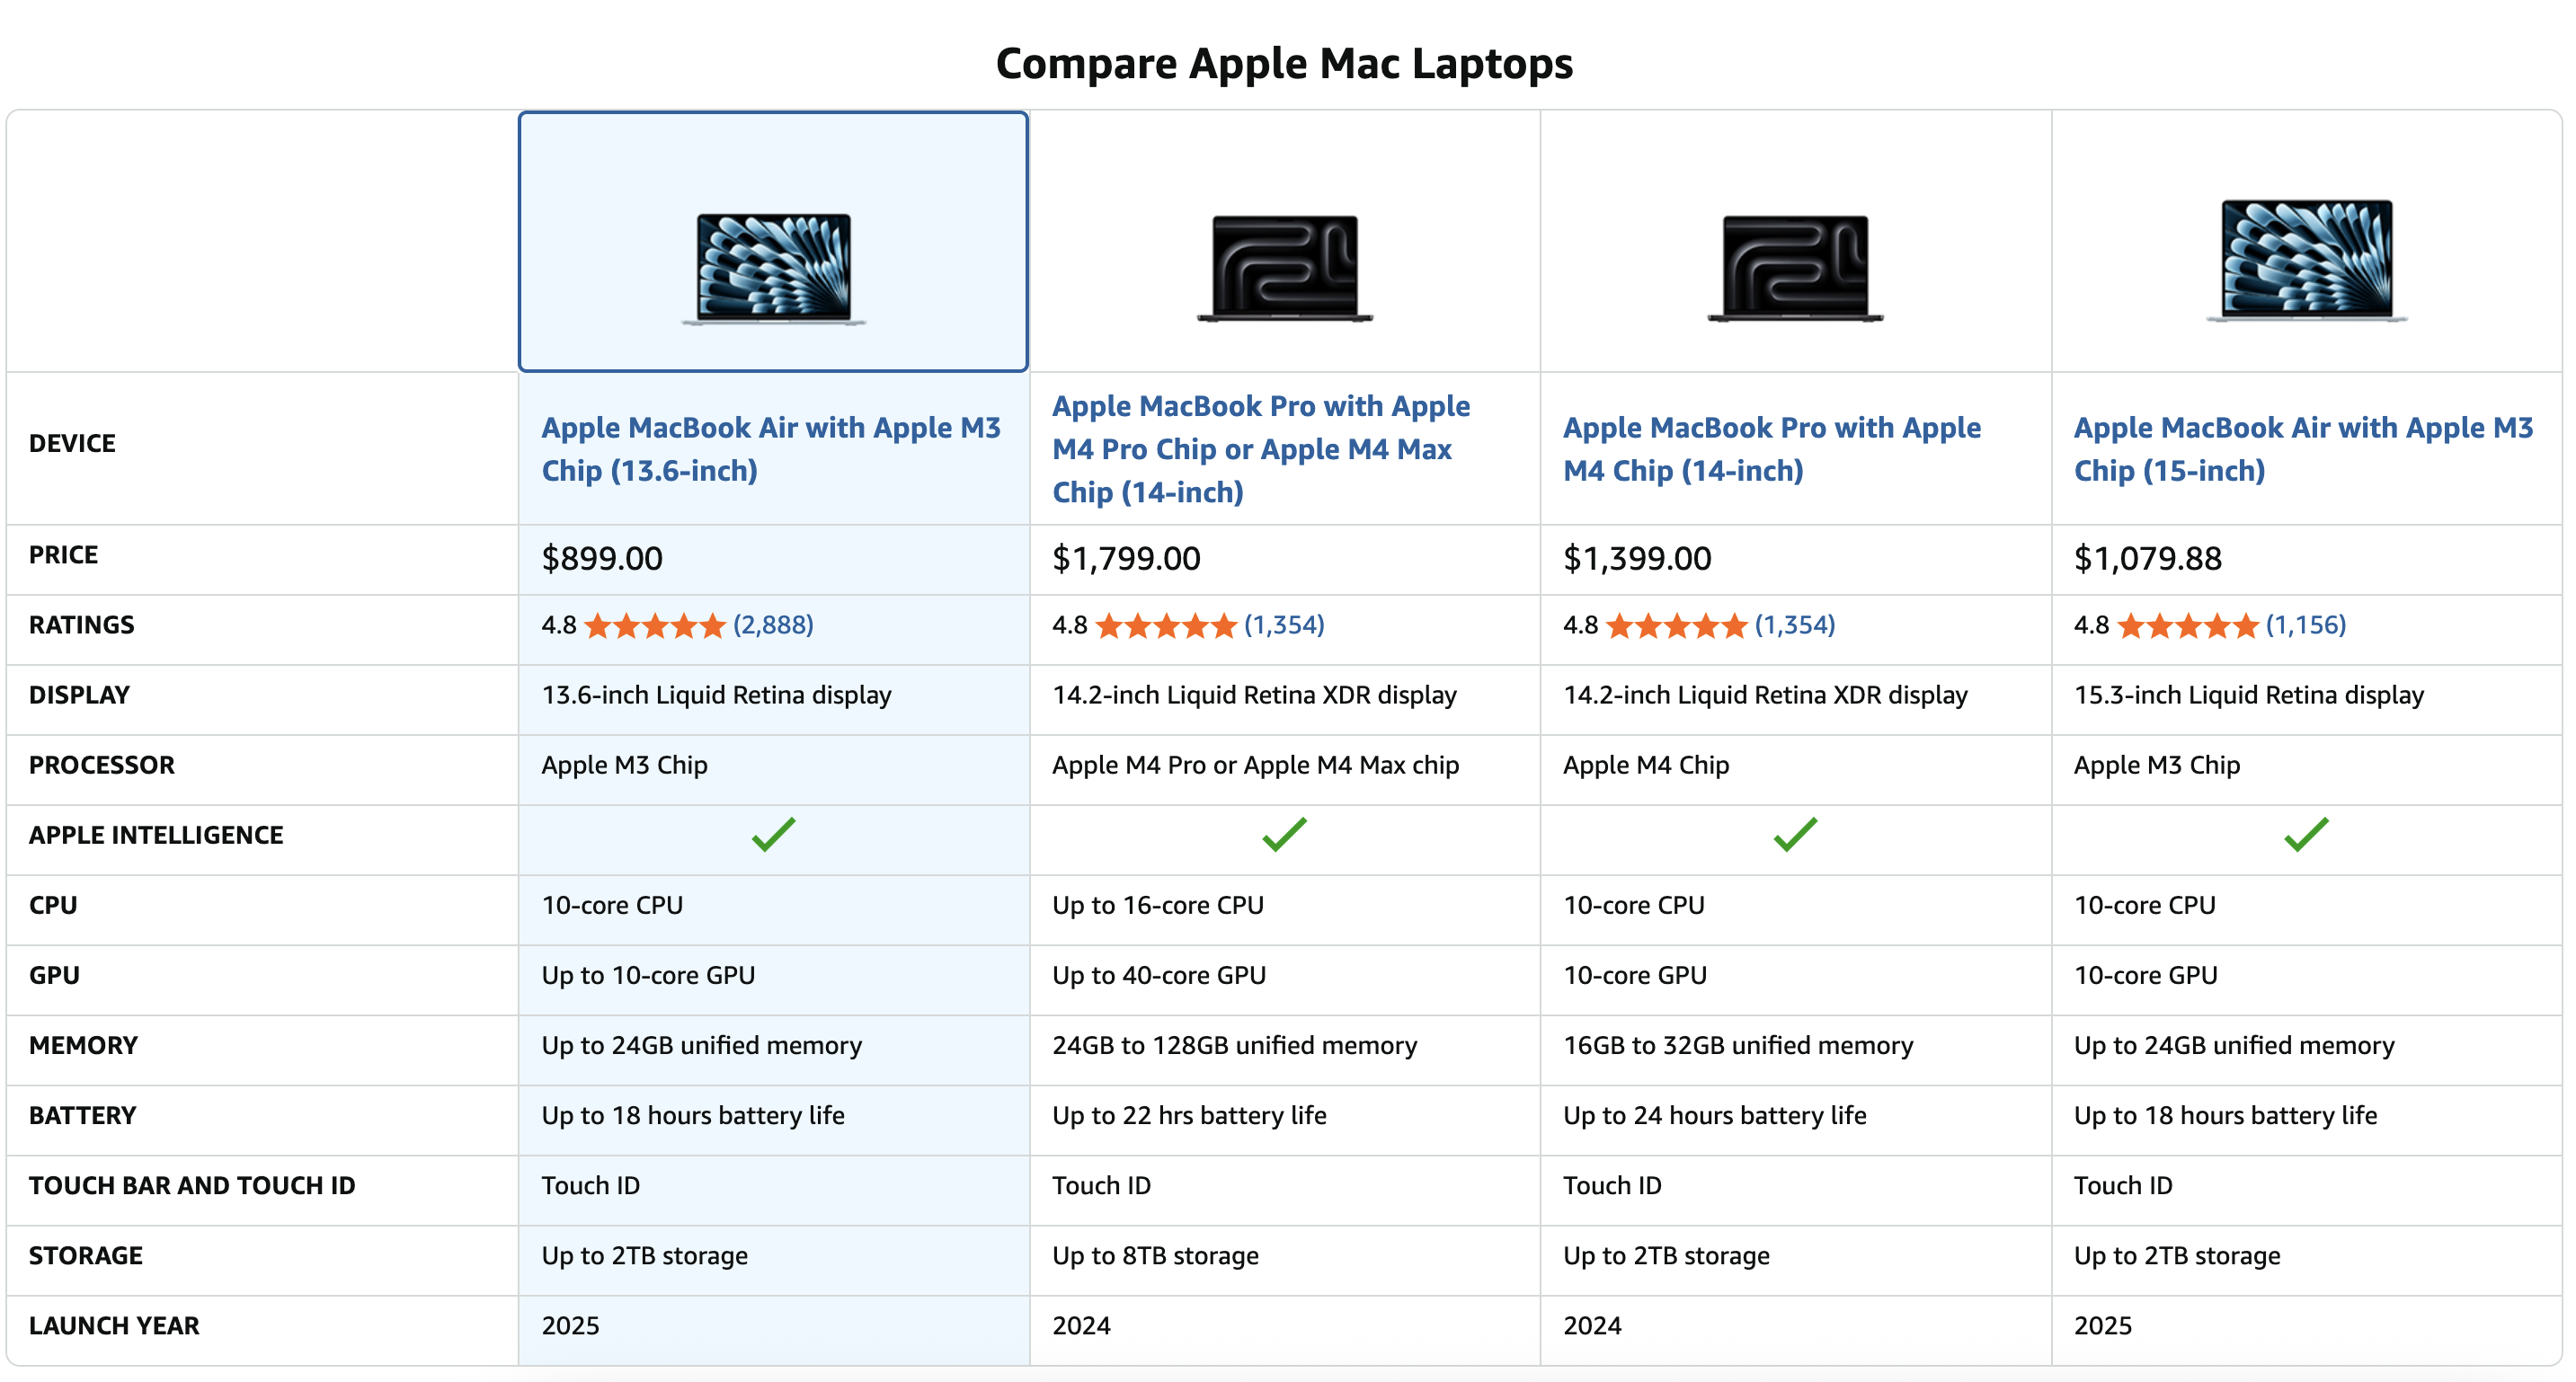 Compare Apple Mac Laptops
DEVICE
Apple MacBook Air with Apple M3
Chip (13.6-inch)
Apple MacBook Pro with Apple
M4 Pro Chip or Apple M4 Max
Chip (14-inch)
Apple MacBook Pro with Apple
M4 Chip (14-inch)
Apple MacBook Air with Apple M3
Chip (15-inch)
PRICE
$899.00
$1,799.00
$1,399.00
$1,079.88
RATINGS
4.8 (2,888)
4.8 (1,354)
4.8 (1,354)
4.8 (1,156)
DISPLAY
13.6-inch Liquid Retina display
14.2-inch Liquid Retina XDR display
14.2-inch Liquid Retina XDR display
15.3-inch Liquid Retina display
PROCESSOR
Apple M3 Chip
Apple M4 Pro or Apple M4 Max chip
Apple M4 Chip
Apple M3 Chip
APPLE INTELLIGENCE
CPU
10-core CPU
Up to 16-core CPU
10-core CPU
10-core CPU
GPU
Up to 10-core GPU
Up to 40-core GPU
10-core GPU
10-core GPU
MEMORY
Up to 24GB unified memory
24GB to 128GB unified memory
16GB to 32GB unified memory
Up to 24GB unified memory
BATTERY
Up to 18 hours battery life
Up to 22 hrs battery life
Up to 24 hours battery life
Up to 18 hours battery life
TOUCH BAR AND TOUCH ID
Touch ID
Touch ID
Touch ID
Touch ID
STORAGE
Up to 2TB storage
Up to 8TB storage
Up to 2TB storage
Up to 2TB storage
LAUNCH YEAR
2025
2024
2024
2025